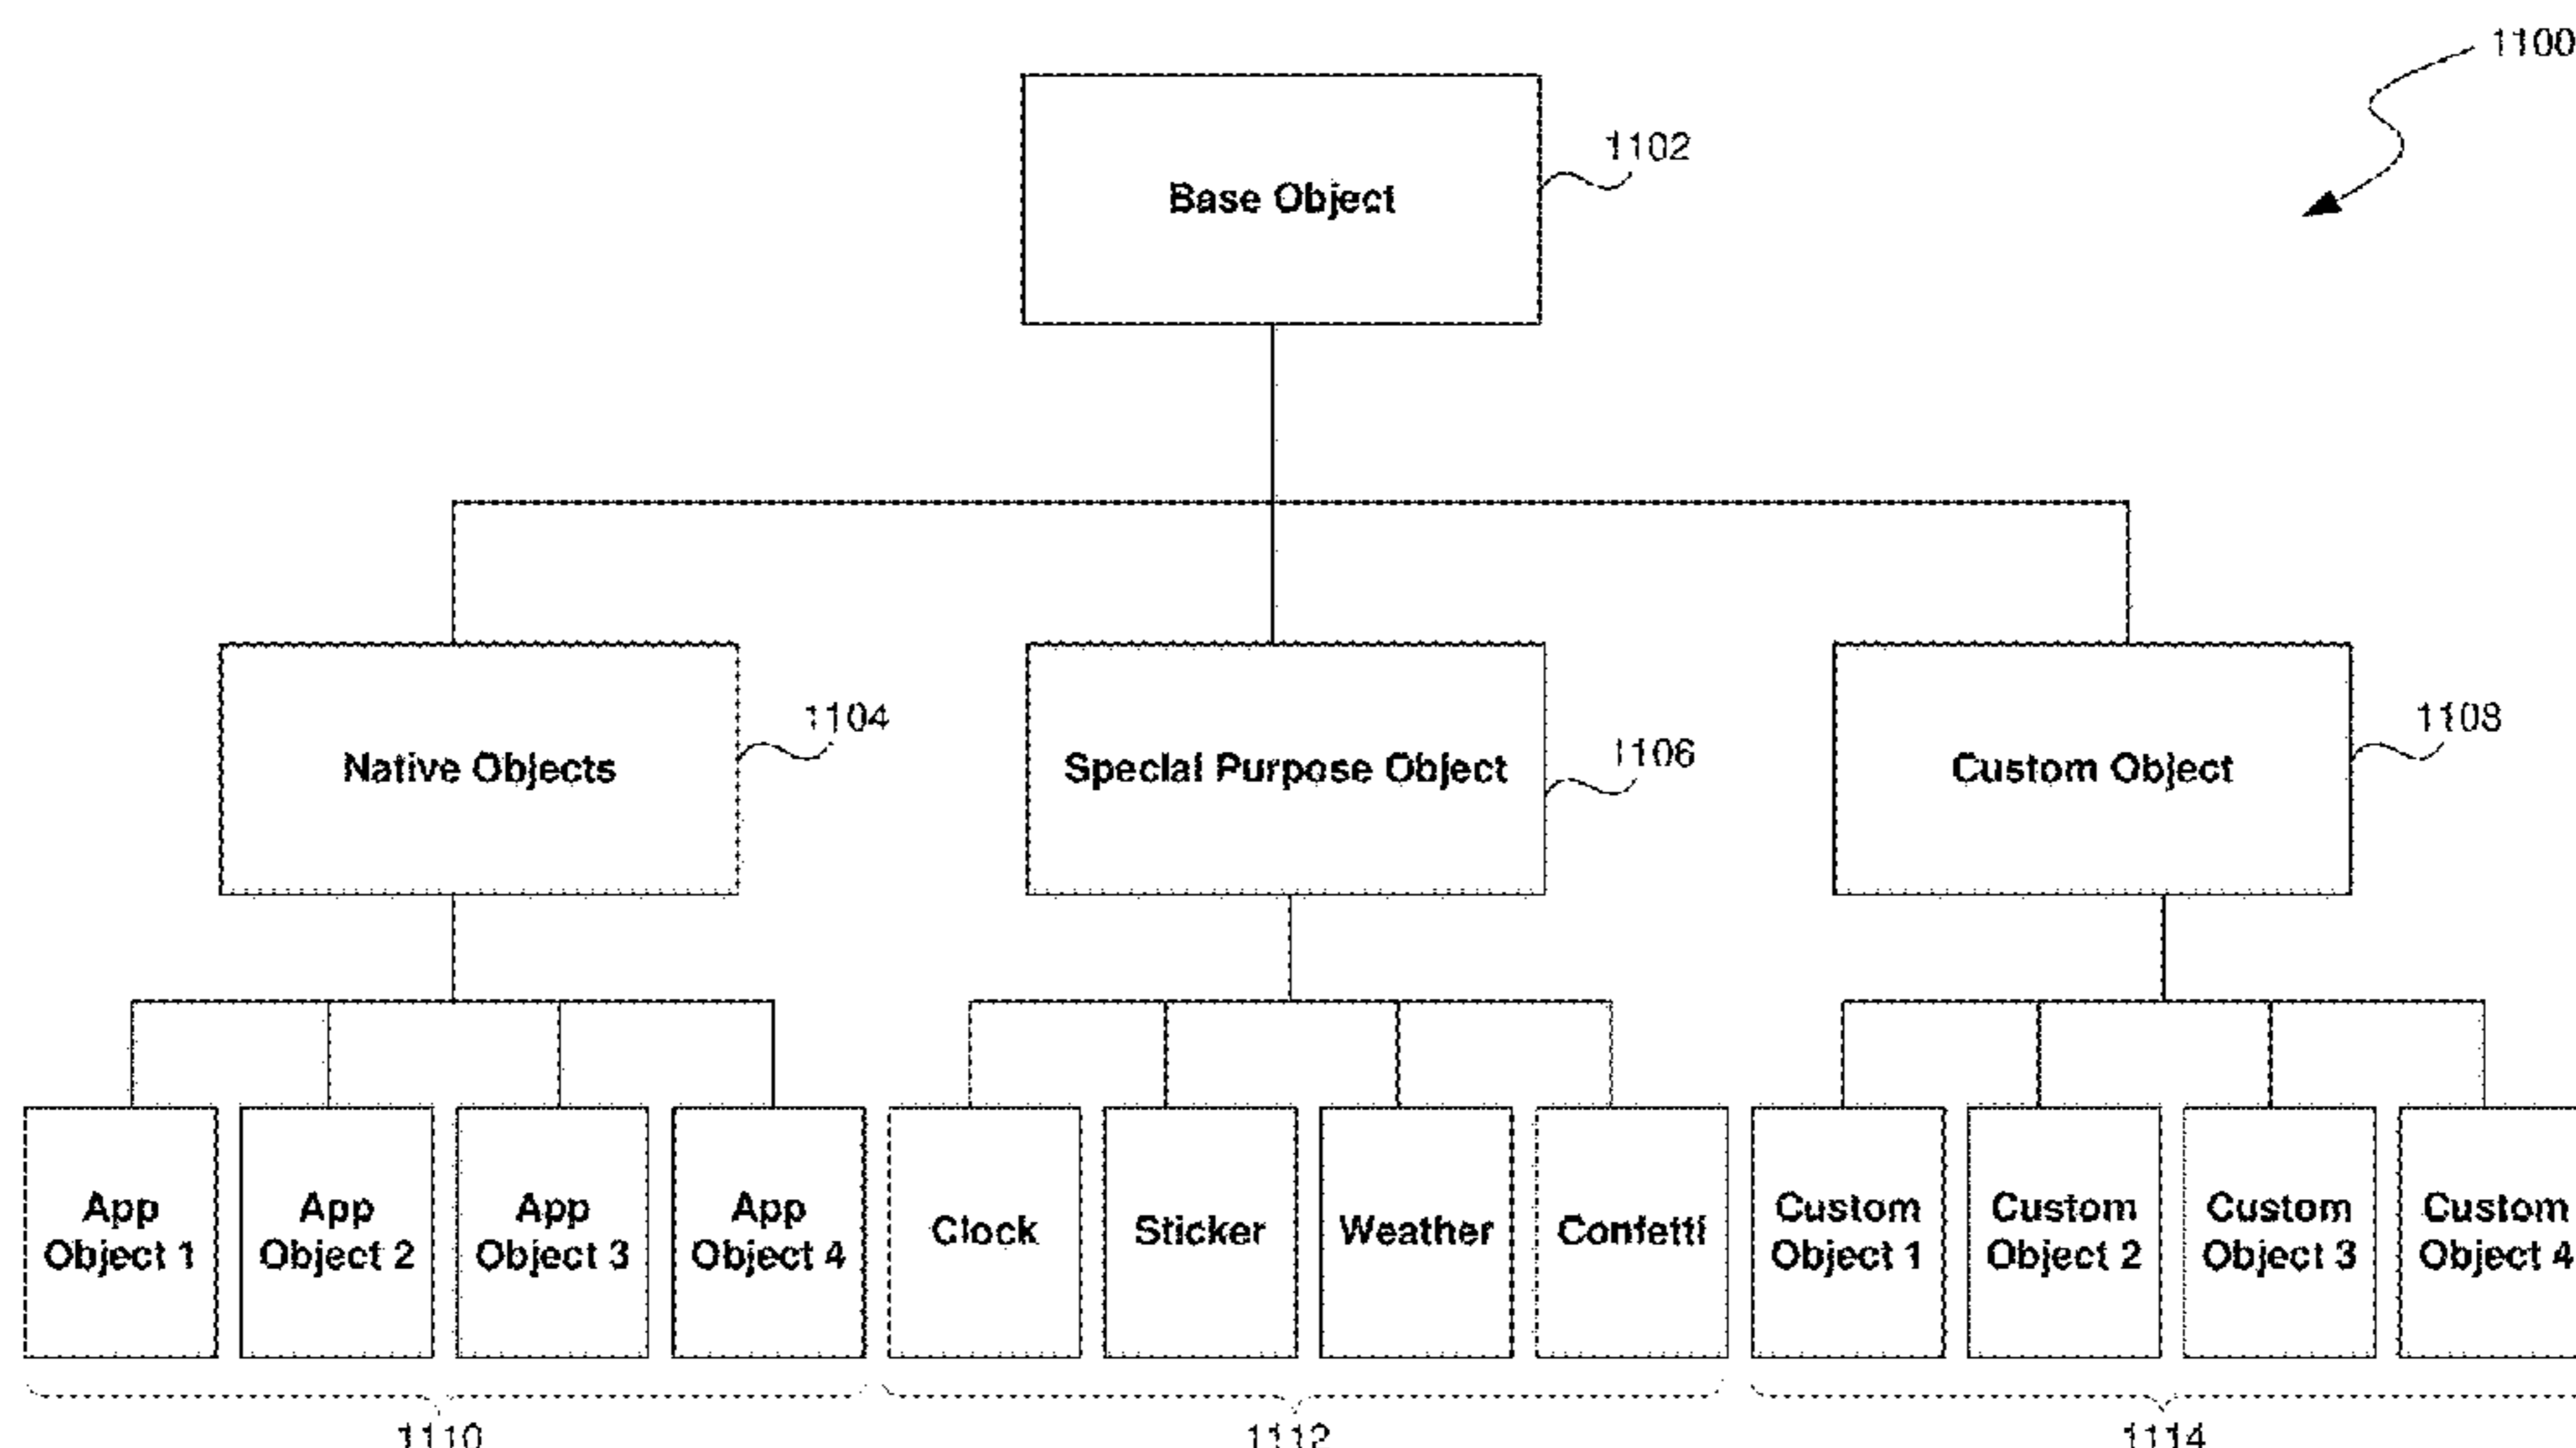 1100
1102
Base Object
1104
1106
1108
Native Objects
Special Purpose Object
Custom Object
App
Object 1
App
Object 2
App
Object 3
App
Object 4
Clock
Sticker
Weather
Confetti
Custom
Object 1
Custom
Object 2
Custom
Object 3
Custom
Object 4
1110
1112
1114